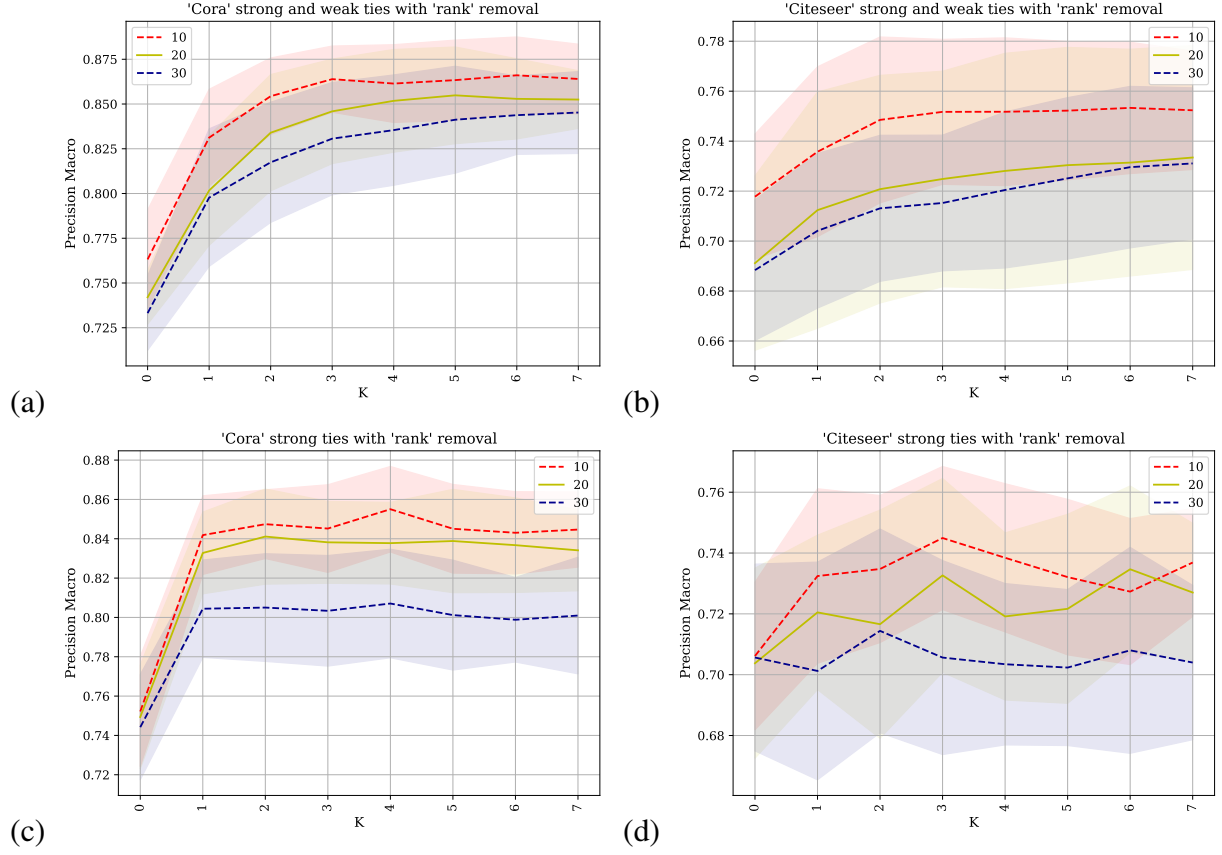 'Cora' strong and weak ties with 'rank' removal
10
20
30
0.875
0.850
0.825
0.800
0.775
0.750
0.725
Precision Macro
0 1 2 3 4 5 6 7
K
(a)
'Citeseer' strong and weak ties with 'rank' removal
10
20
30
0.78
0.76
0.74
0.72
0.70
0.68
0.66
Precision Macro
0 1 2 3 4 5 6 7
K
(b)
'Cora' strong ties with 'rank' removal
10
20
30
0.88
0.86
0.84
0.82
0.80
0.78
0.76
0.74
0.72
Precision Macro
0 1 2 3 4 5 6 7
K
(c)
'Citeseer' strong ties with 'rank' removal
10
20
30
0.76
0.74
0.72
0.70
0.68
Precision Macro
0 1 2 3 4 5 6 7
K
(d)